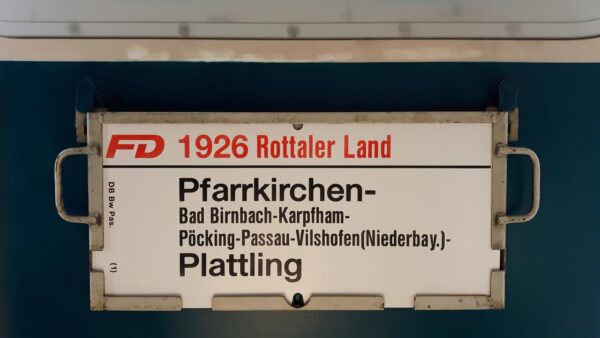 FD 1926 Rottaler Land
Pfarrkirchen-
Bad Birnbach-Karpfham-
Pöcking-Passau-Vilshofen(Niederbay.)-
Plattling
DB Bw Pas.
(1)